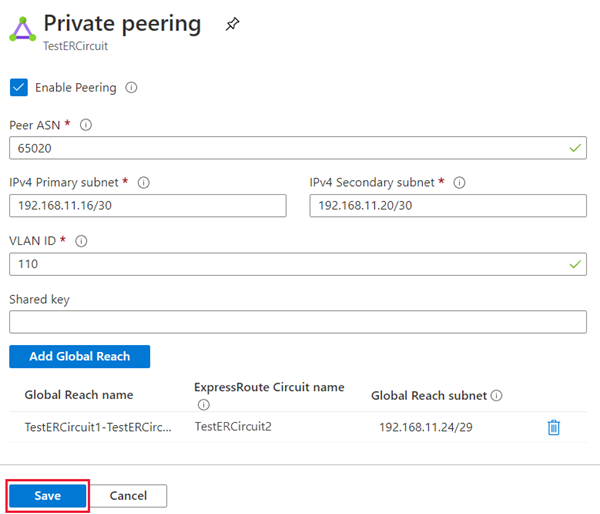 Private peering
TestERCircuit
Enable Peering
Peer ASN *
65020
IPv4 Primary subnet * IPv4 Secondary subnet *
192.168.11.16/30 192.168.11.20/30
VLAN ID *
110
Shared key
Add Global Reach
Global Reach name ExpressRoute Circuit name Global Reach subnet
TestERCircuit1-TestERCirc... TestERCircuit2 192.168.11.24/29
Save Cancel